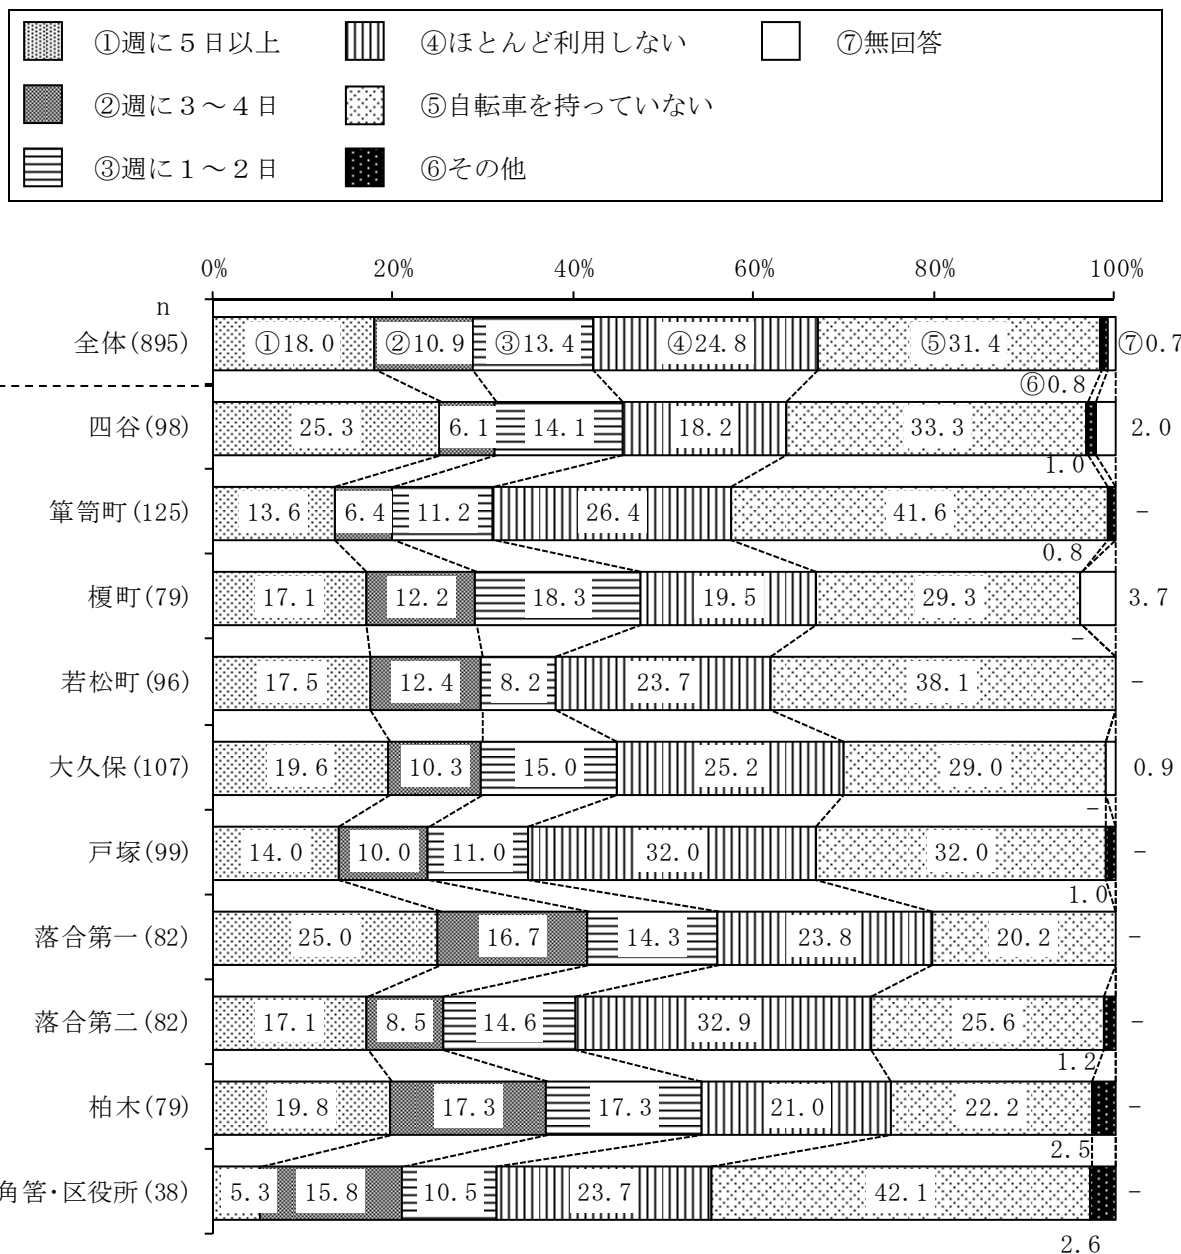 ①週に５日以上 ④ほとんど利用しない ⑦無回答
②週に３～４日 ⑤自転車を持っていない
③週に１～２日 ⑥その他
0% 20% 40% 60% 80% 100%
n
全体(895) ①18.0 ②10.9 ③13.4 ④24.8 ⑤31.4 ⑦0.7
⑥0.8
四谷(98) 25.3 6.1 14.1 18.2 33.3 2.0
1.0
箪笥町(125) 13.6 6.4 11.2 26.4 41.6 -
0.8
榎町(79) 17.1 12.2 18.3 19.5 29.3 3.7
-
若松町(96) 17.5 12.4 8.2 23.7 38.1 -
大久保(107) 19.6 10.3 15.0 25.2 29.0 0.9
-
戸塚(99) 14.0 10.0 11.0 32.0 32.0 -
1.0
落合第一(82) 25.0 16.7 14.3 23.8 20.2 -
落合第二(82) 17.1 8.5 14.6 32.9 25.6 -
1.2
柏木(79) 19.8 17.3 17.3 21.0 22.2 -
2.5
角筈・区役所(38) 5.3 15.8 10.5 23.7 42.1 -
2.6